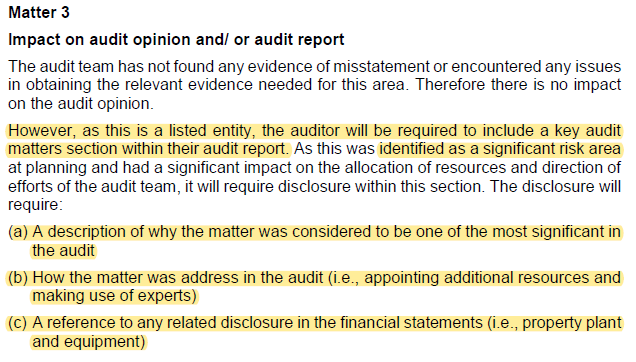 Matter 3
Impact on audit opinion and/ or audit report
The audit team has not found any evidence of misstatement or encountered any issues
in obtaining the relevant evidence needed for this area. Therefore there is no impact
on the audit opinion.
However, as this is a listed entity, the auditor will be required to include a key audit
matters section within their audit report. As this was identified as a significant risk area
at planning and had a significant impact on the allocation of resources and direction of
efforts of the audit team, it will require disclosure within this section. The disclosure will
require:
(a) A description of why the matter was considered to be one of the most significant in
the audit
(b) How the matter was address in the audit (i.e., appointing additional resources and
making use of experts)
(c) A reference to any related disclosure in the financial statements (i.e., property plant
and equipment)